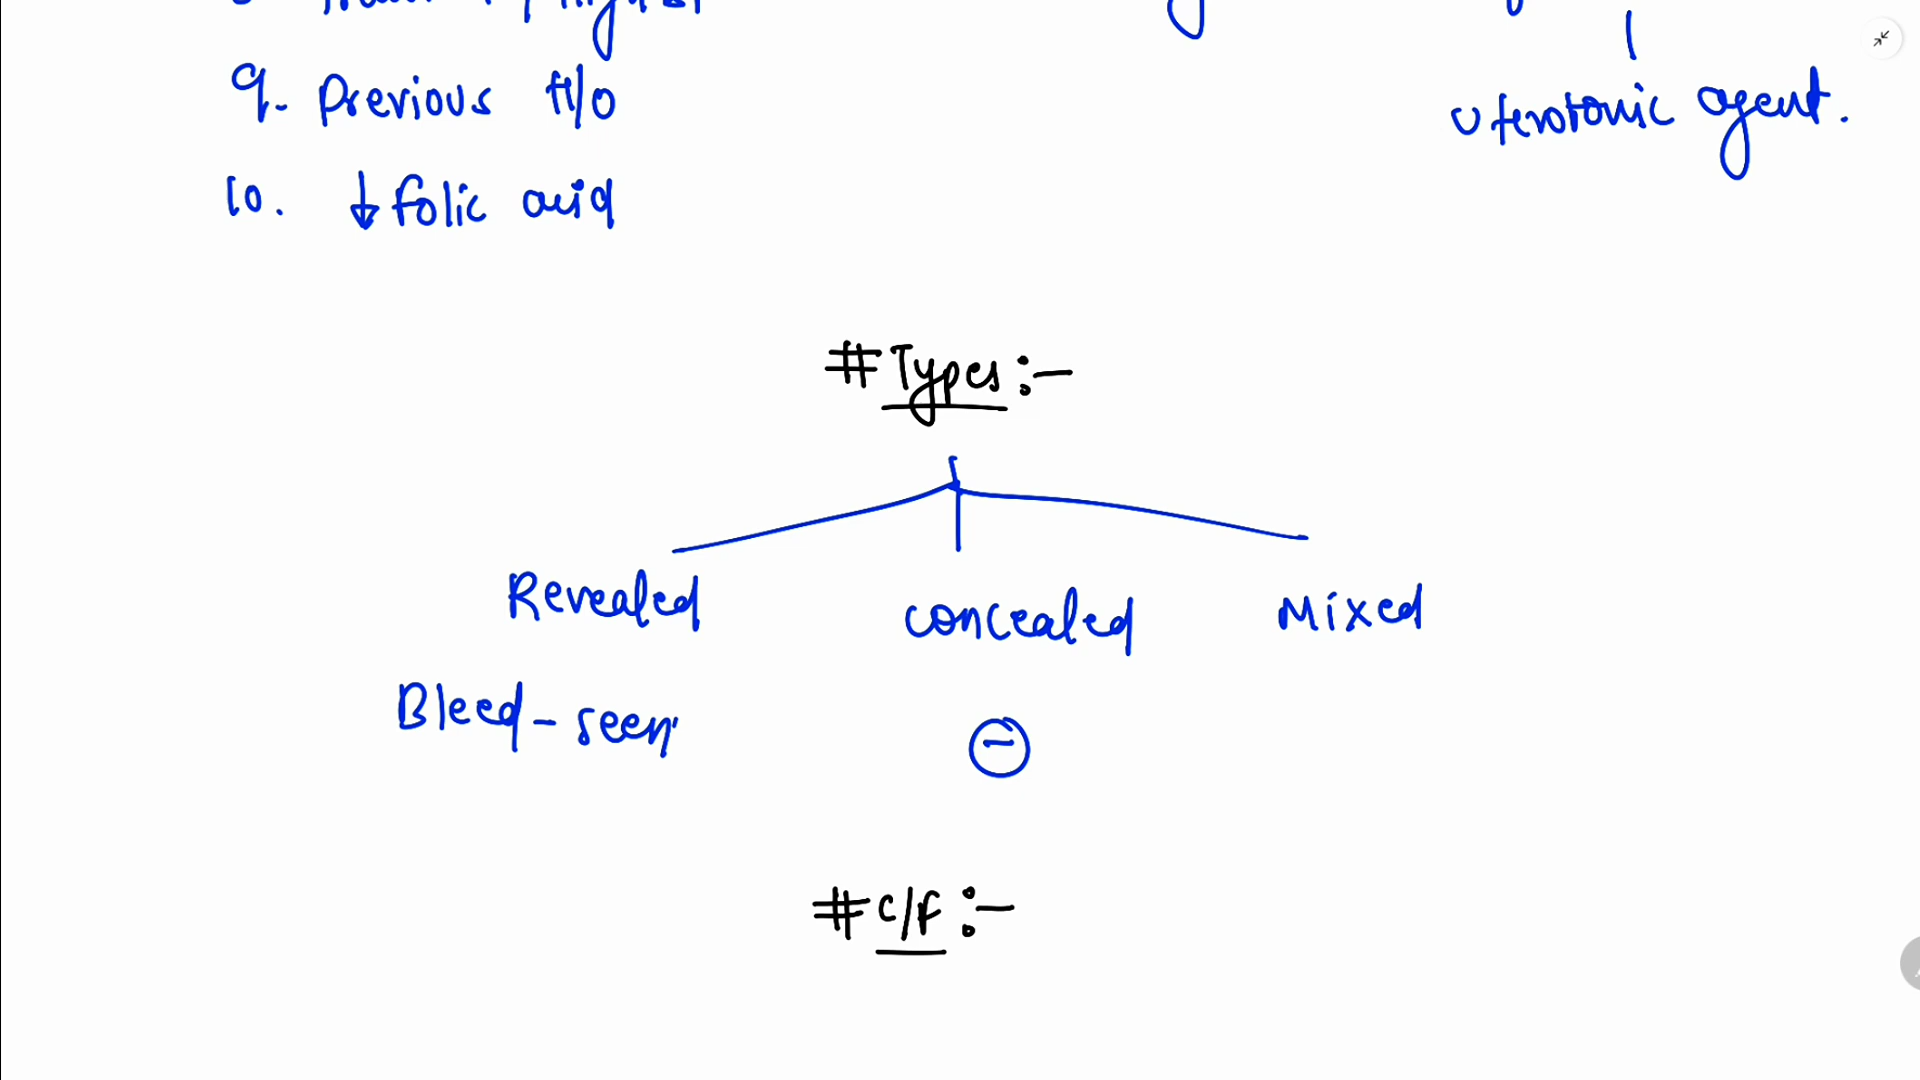 9. Previous H/o
uterotonic agent.
10. ↓ folic acid
# Types :-
Revealed concealed Mixed
Bleed - seen ⊖
# C/F :-